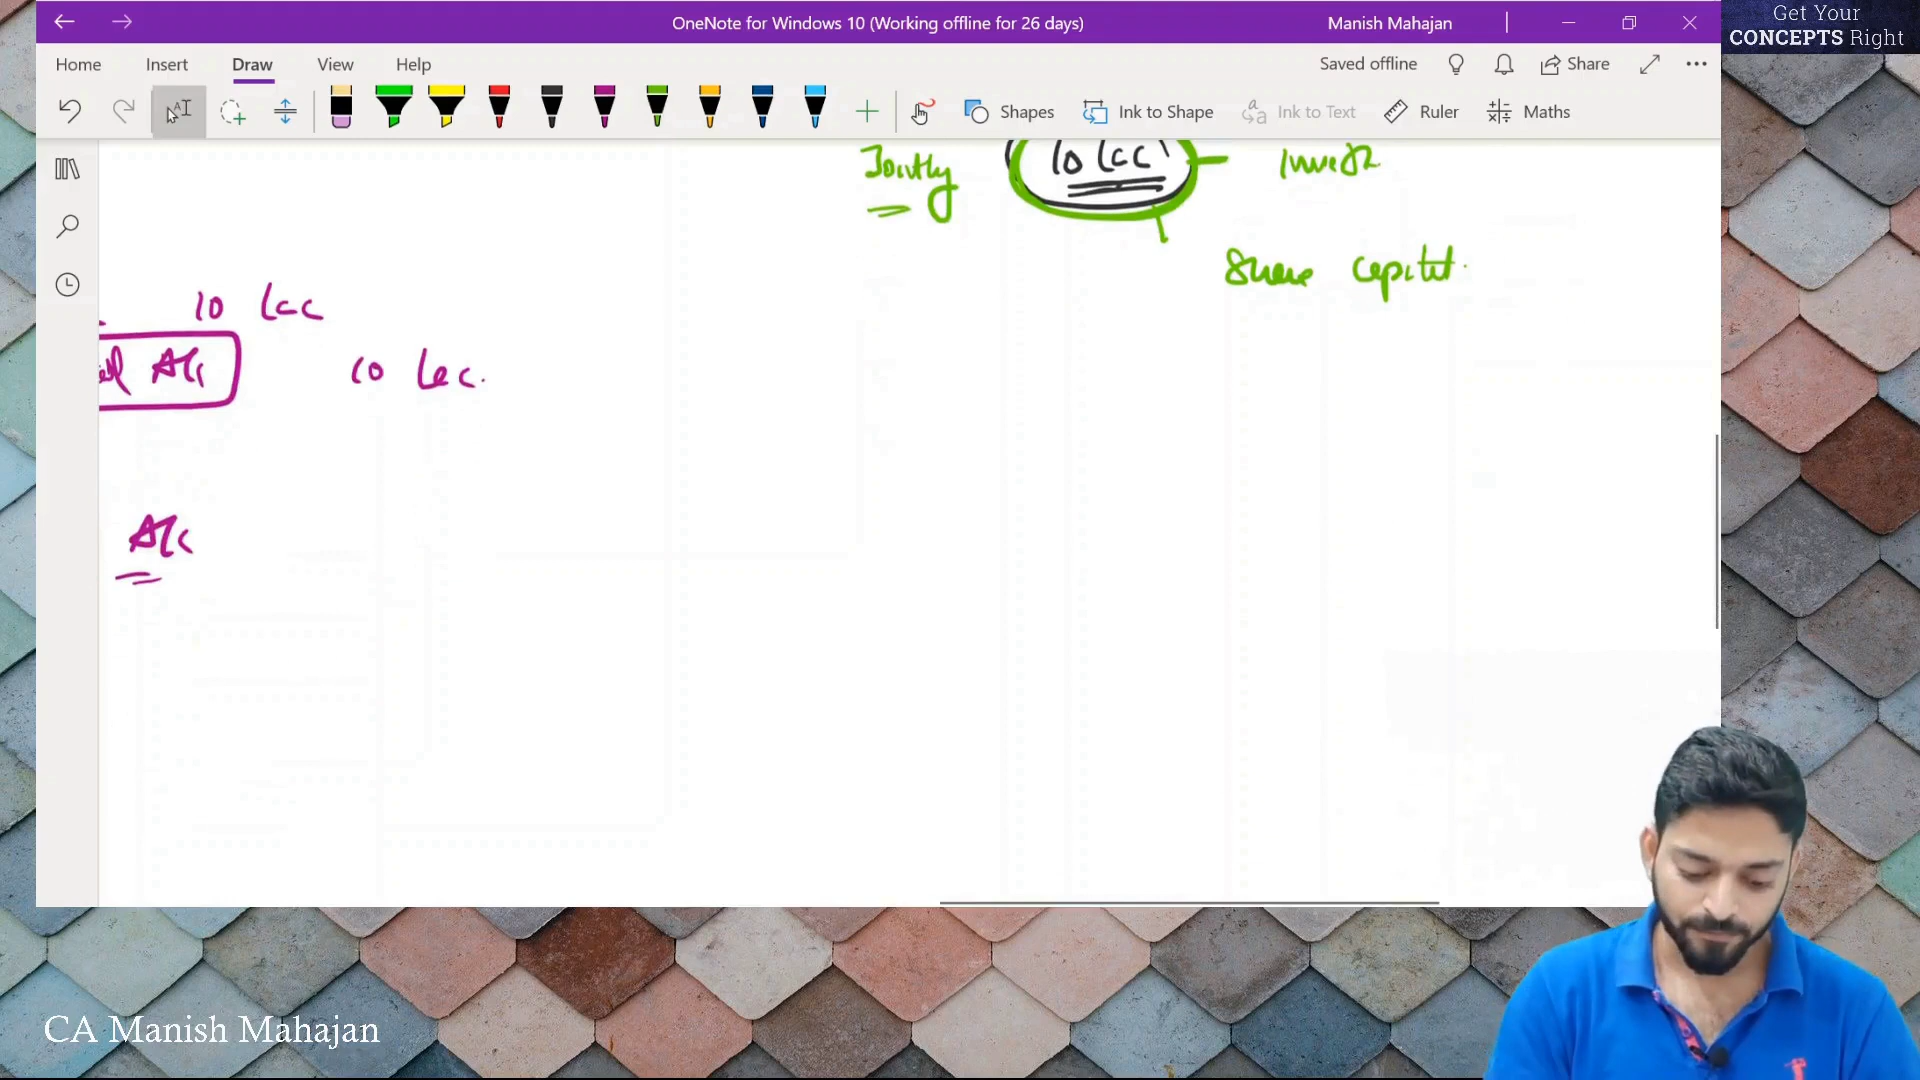 Get Your
CONCEPTS Right
OneNote for Windows 10 (Working offline for 26 days)
Manish Mahajan
Home
Insert
Draw
View
Help
Saved offline
Share
Shapes
Ink to Shape
Ink to Text
Ruler
Maths
Jointly
10 Lac
Invest
Share capital.
10 Lac
A/c
10 Lac.
A/c
CA Manish Mahajan